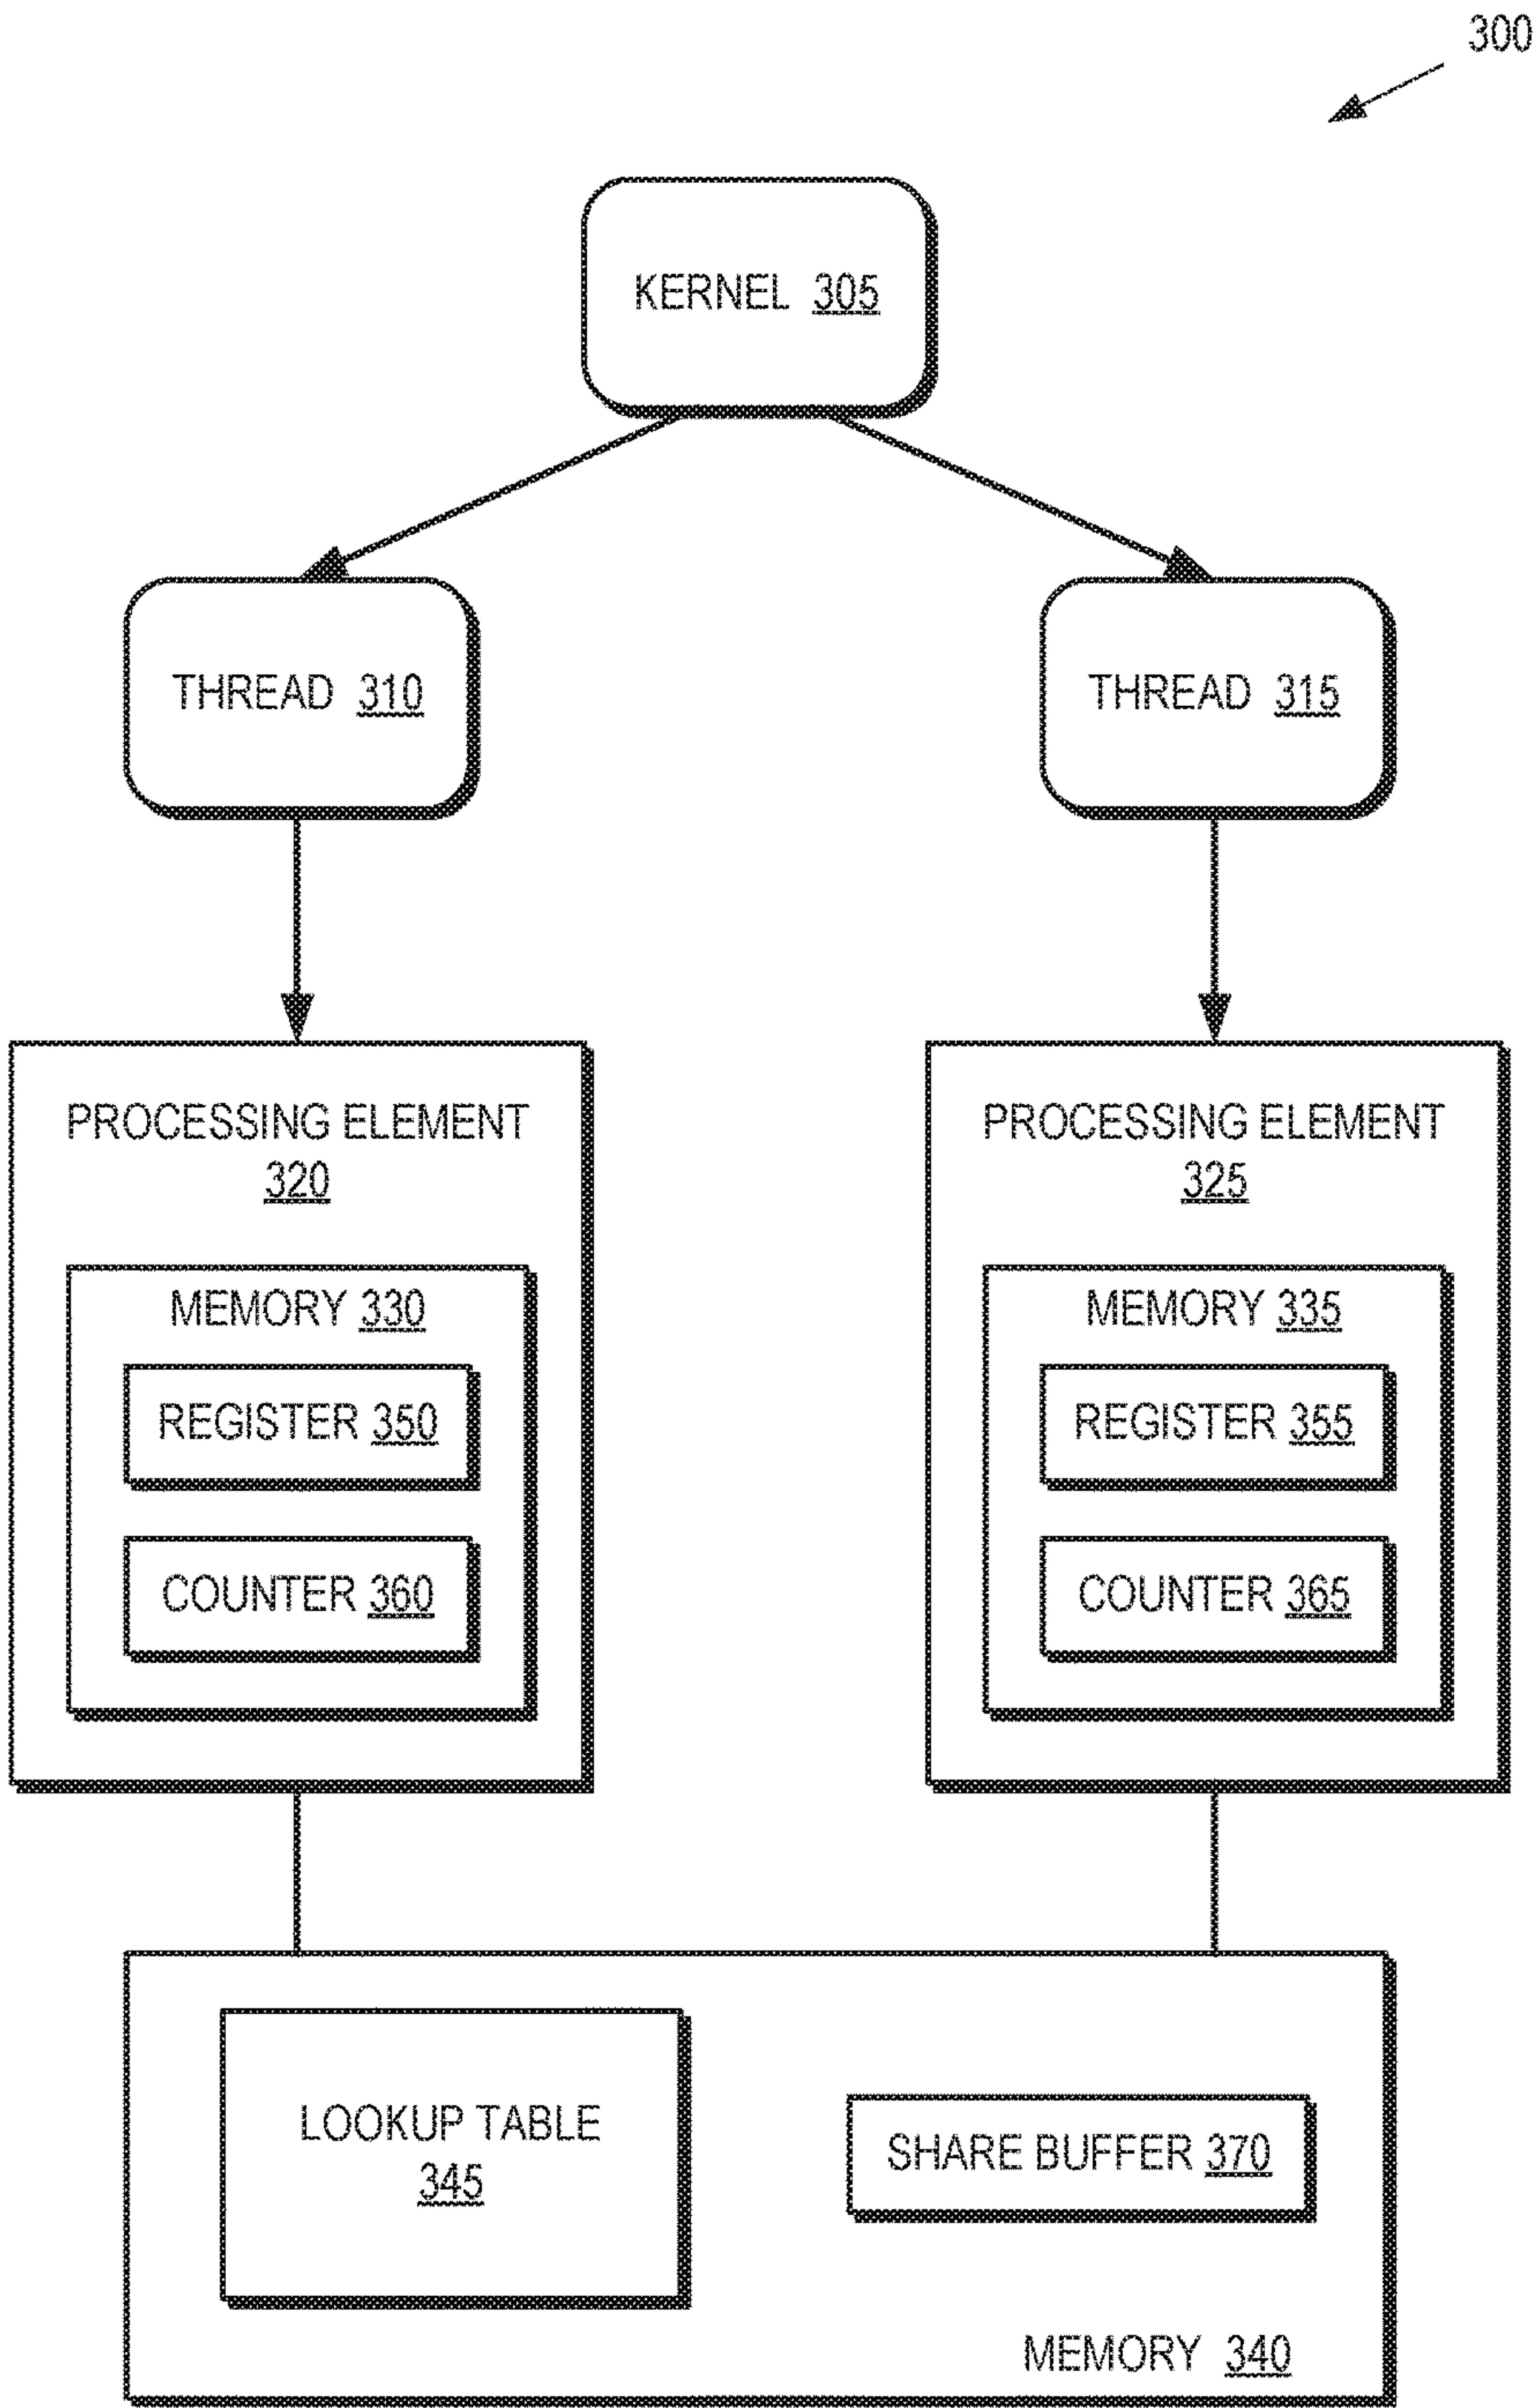 300
KERNEL 305
THREAD 310
THREAD 315
PROCESSING ELEMENT
320
MEMORY 330
REGISTER 350
COUNTER 360
PROCESSING ELEMENT
325
MEMORY 335
REGISTER 355
COUNTER 365
LOOKUP TABLE
345
SHARE BUFFER 370
MEMORY 340